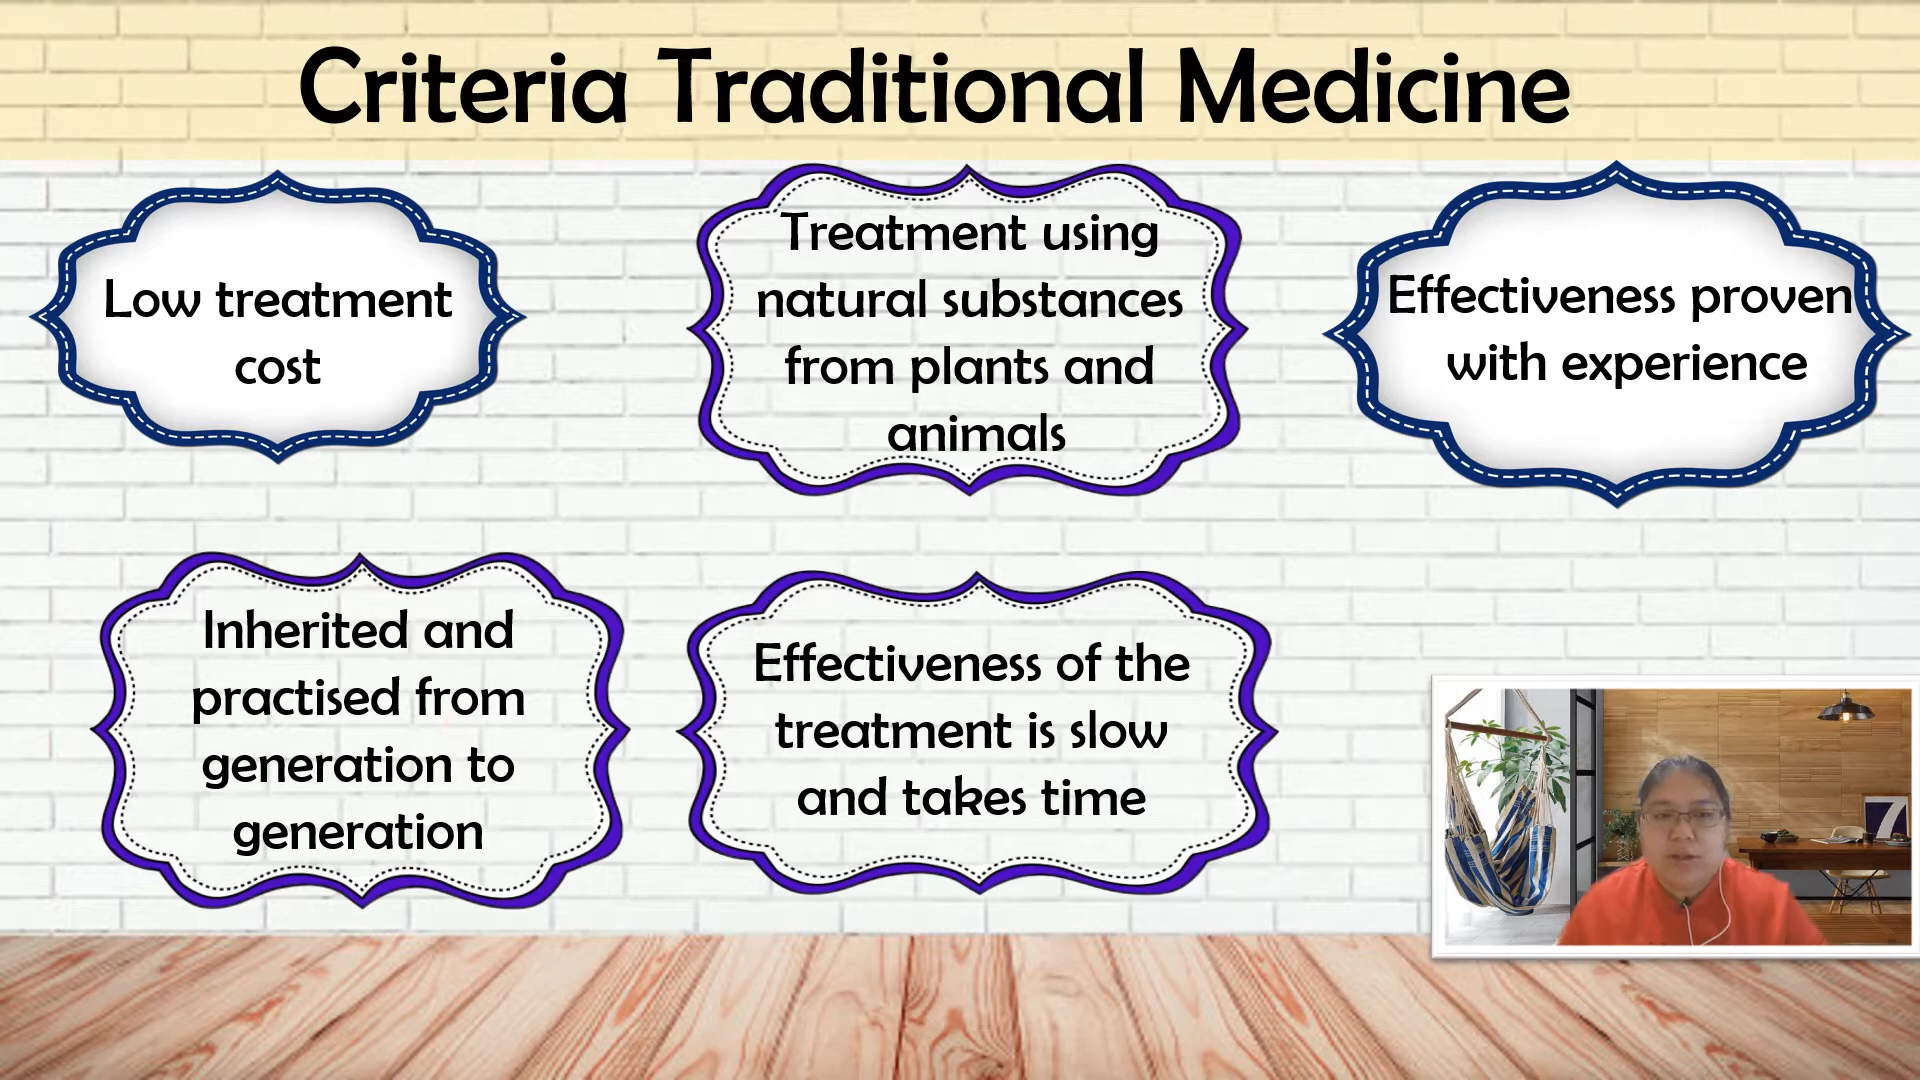 Criteria Traditional Medicine
Low treatment
cost
Treatment using
natural substances
from plants and
animals
Effectiveness proven
with experience
Inherited and
practised from
generation to
generation
Effectiveness of the
treatment is slow
and takes time
7